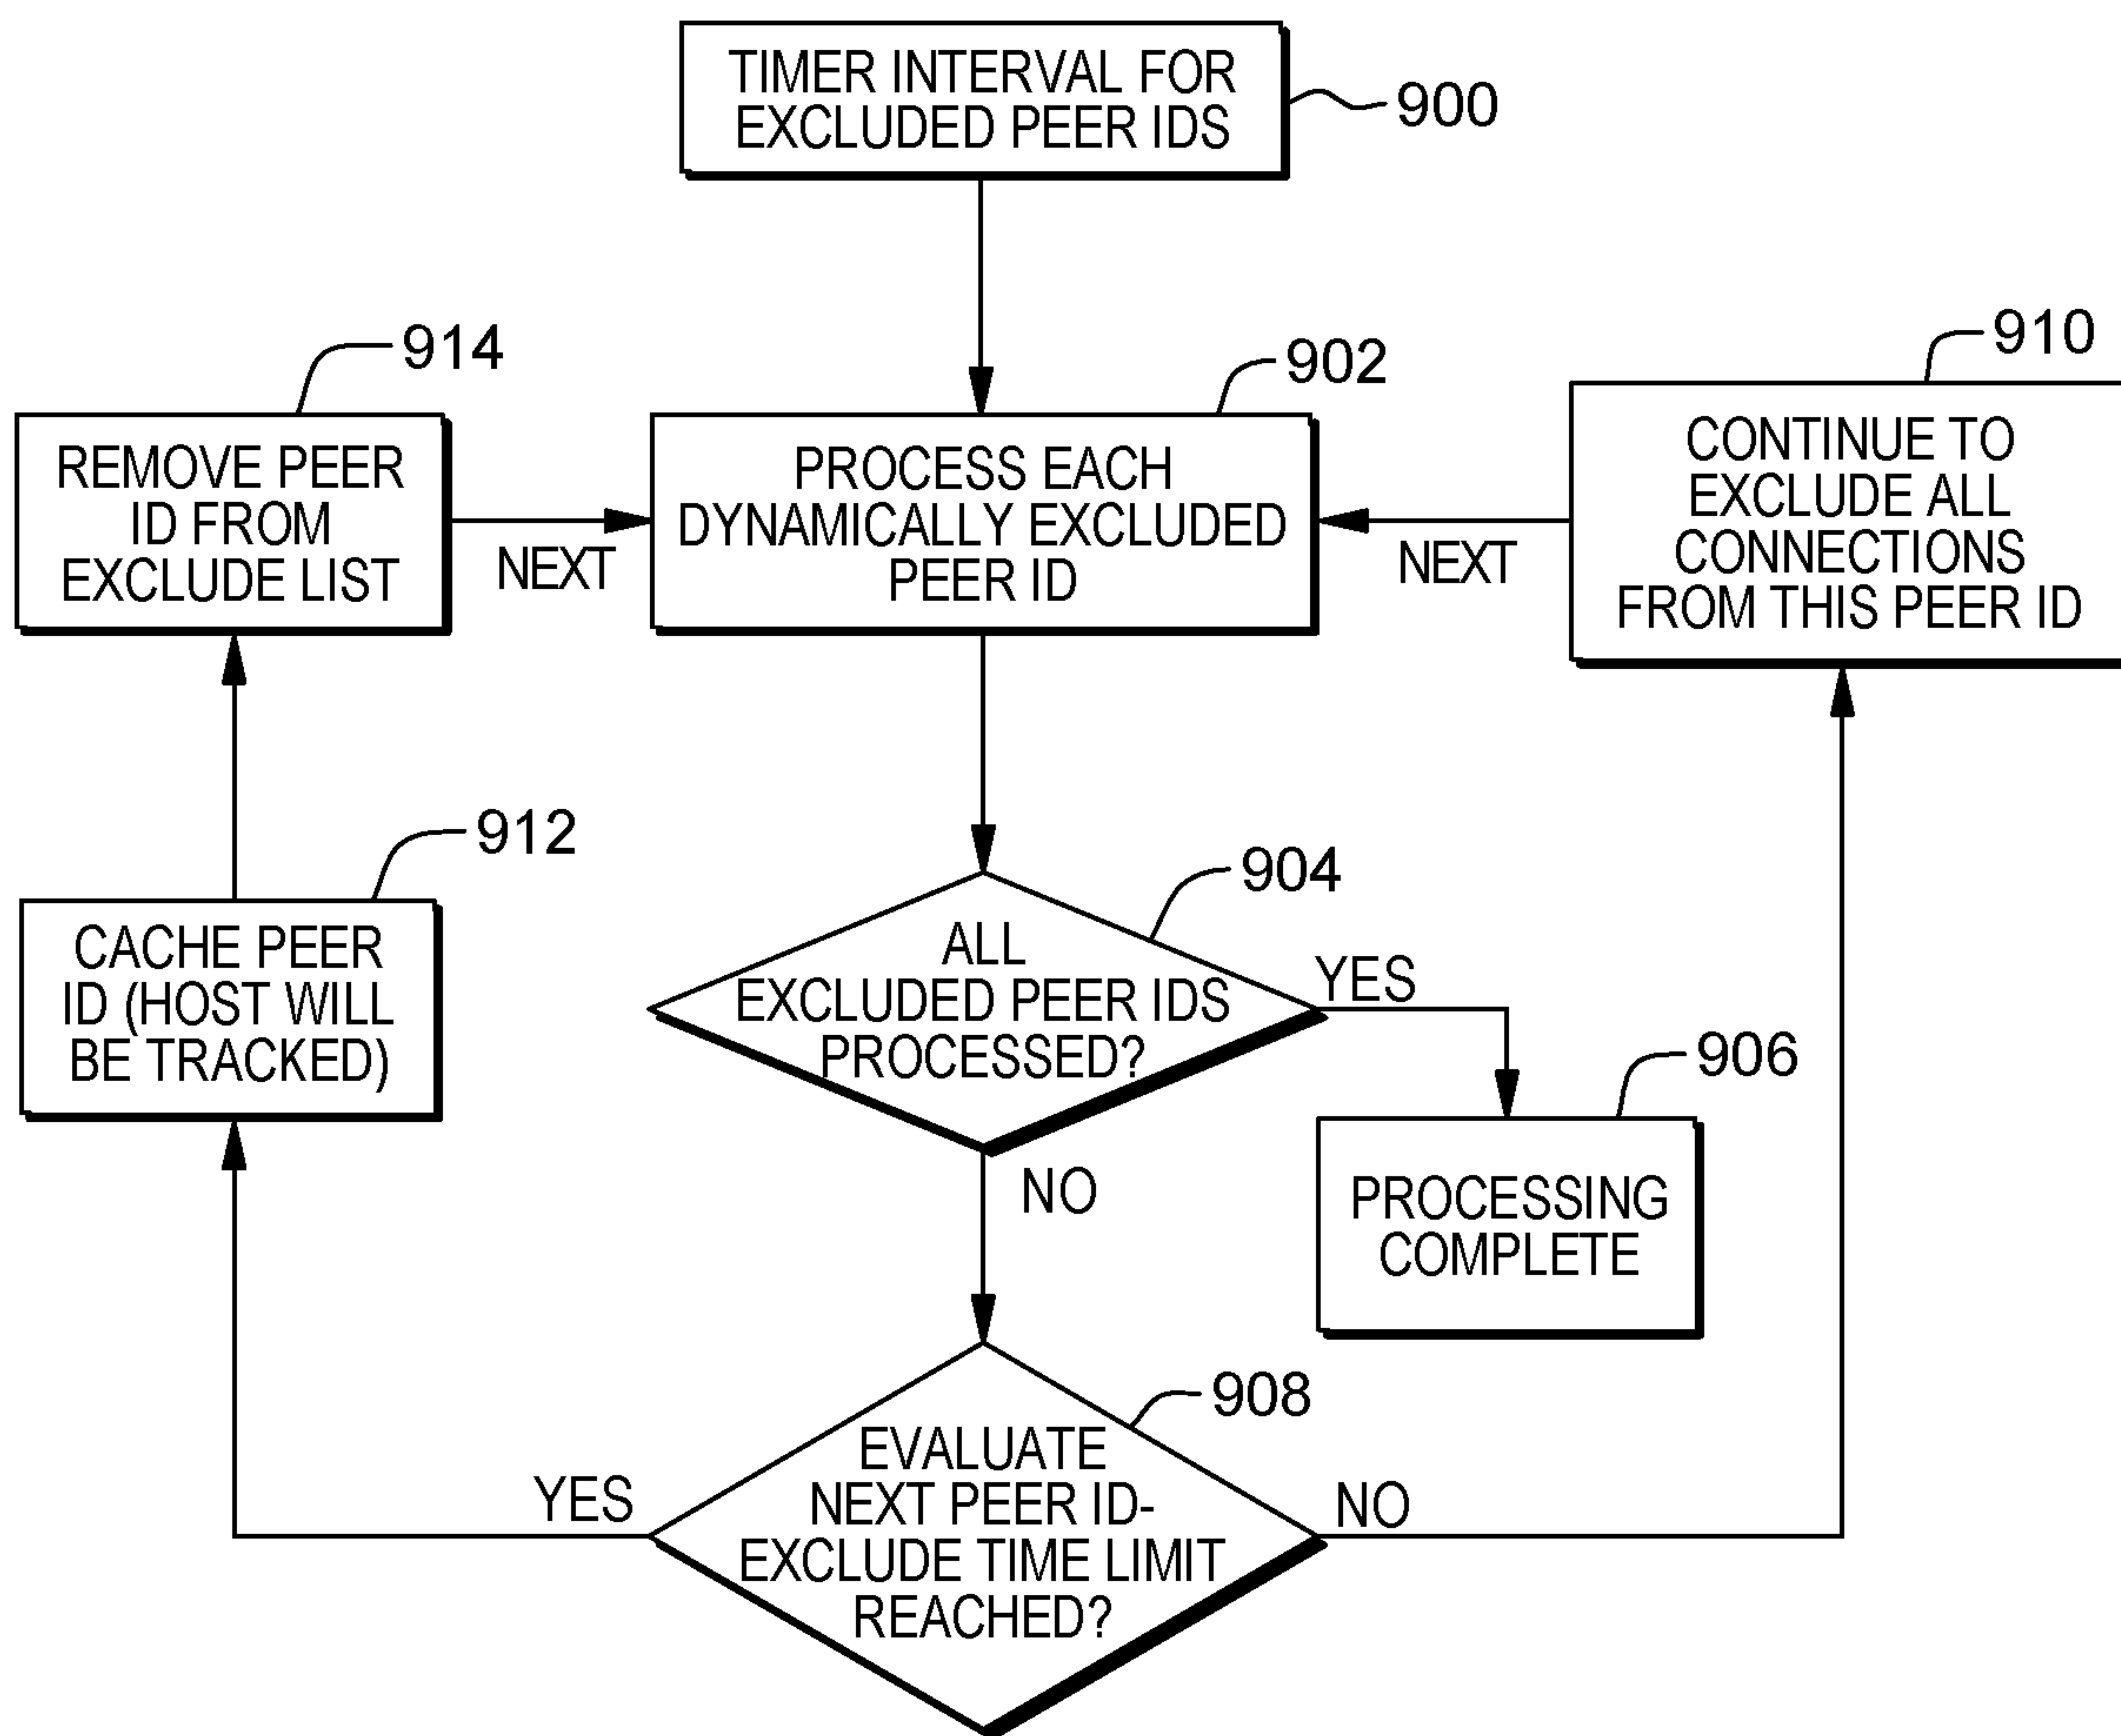 TIMER INTERVAL FOR
EXCLUDED PEER IDS
900
914
REMOVE PEER
ID FROM
EXCLUDE LIST
NEXT
902
PROCESS EACH
DYNAMICALLY EXCLUDED
PEER ID
NEXT
910
CONTINUE TO
EXCLUDE ALL
CONNECTIONS
FROM THIS PEER ID
912
CACHE PEER
ID (HOST WILL
BE TRACKED)
904
ALL
EXCLUDED PEER IDS
PROCESSED?
YES
906
PROCESSING
COMPLETE
NO
908
EVALUATE
NEXT PEER ID-
EXCLUDE TIME LIMIT
REACHED?
YES
NO